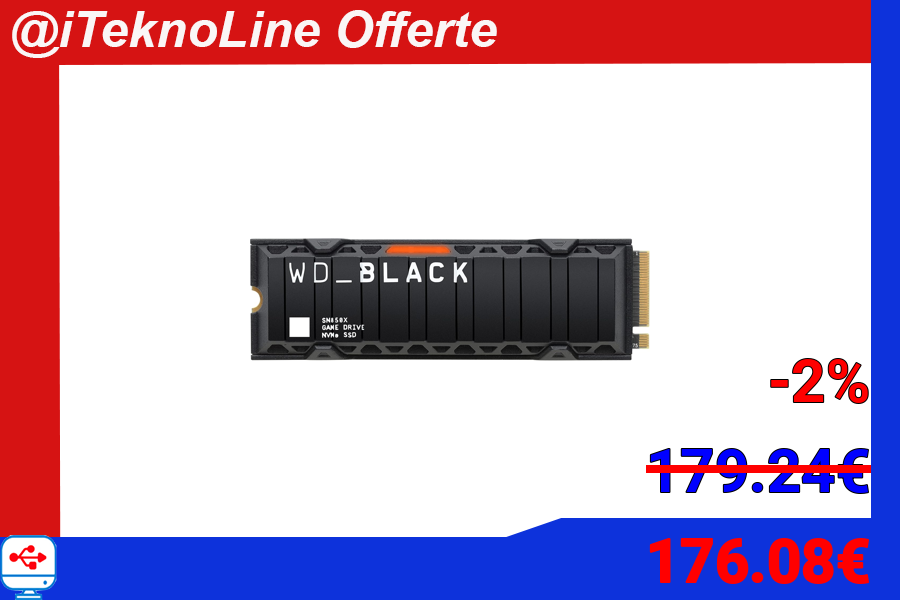 @iTeknoLine Offerte
WD_BLACK
SN850X
GAME DRIVE
NVMe SSD
-2%
179.24€
176.08€